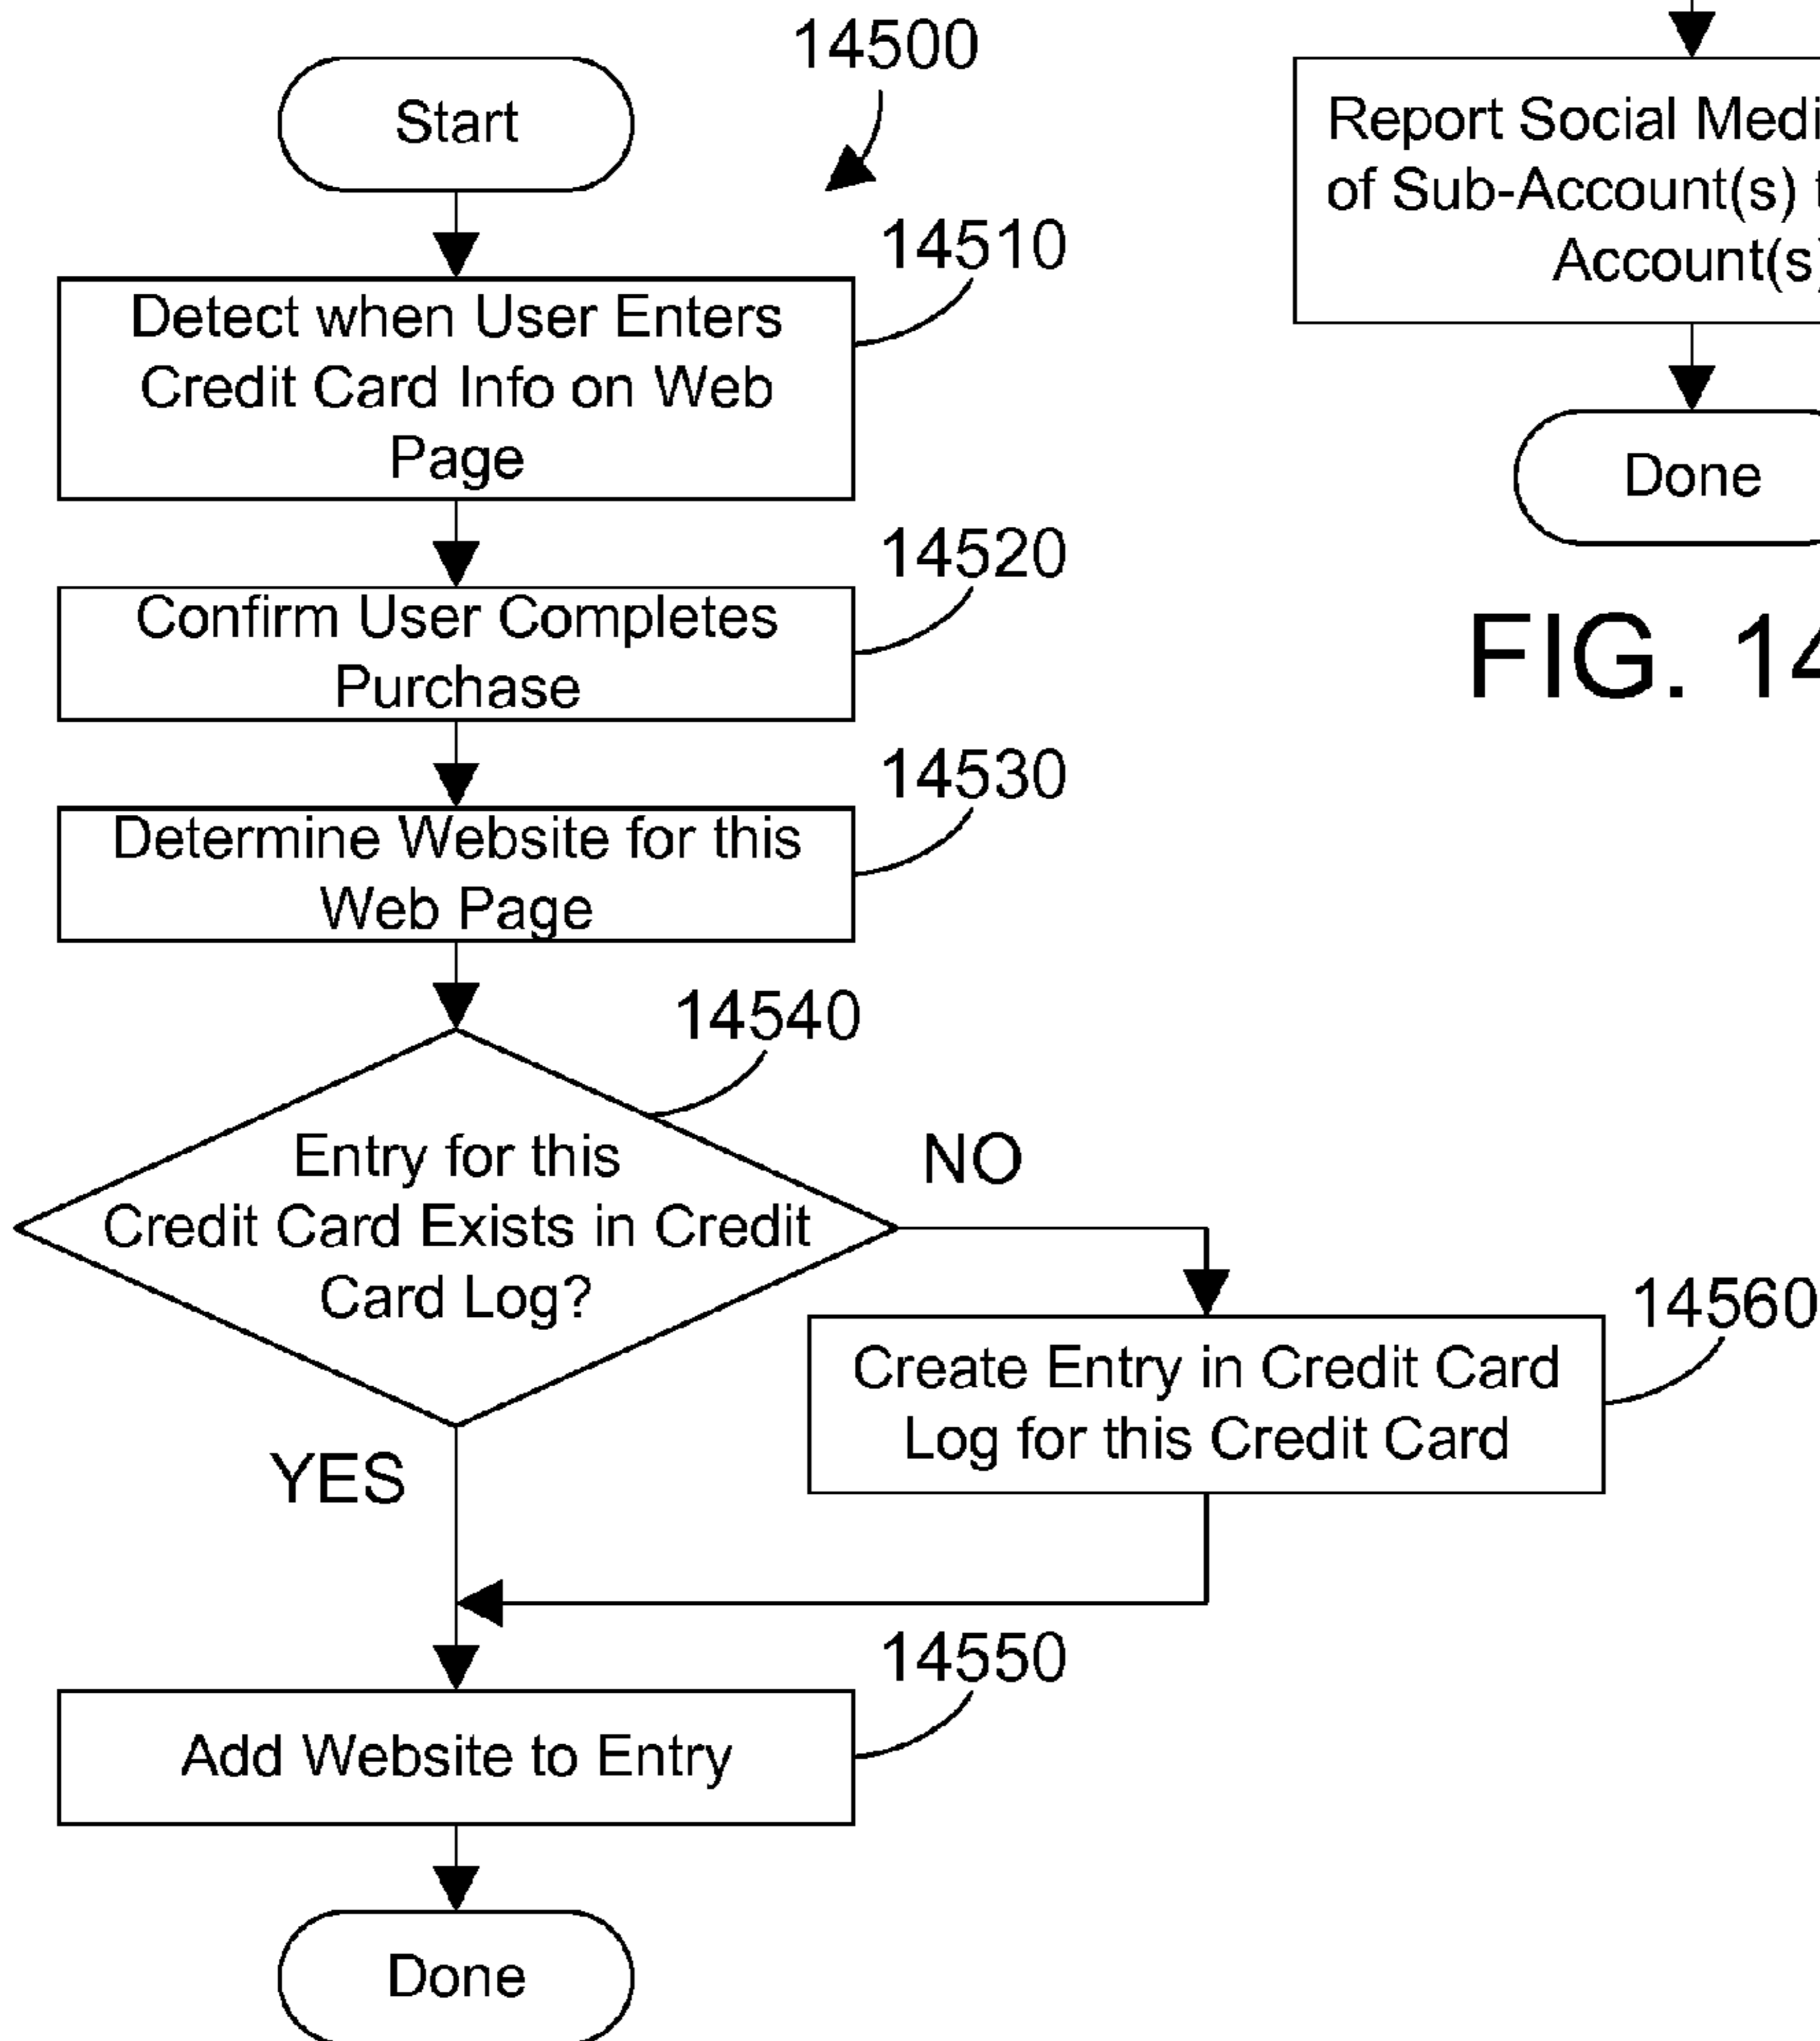 14500
Start
14510
Detect when User Enters
Credit Card Info on Web
Page
14520
Confirm User Completes
Purchase
14530
Determine Website for this
Web Page
14540
Entry for this
Credit Card Exists in Credit
Card Log?
NO
YES
14560
Create Entry in Credit Card
Log for this Credit Card
14550
Add Website to Entry
Done
Report Social
of Sub-Account(s)
Account(s)
Done
FIG.